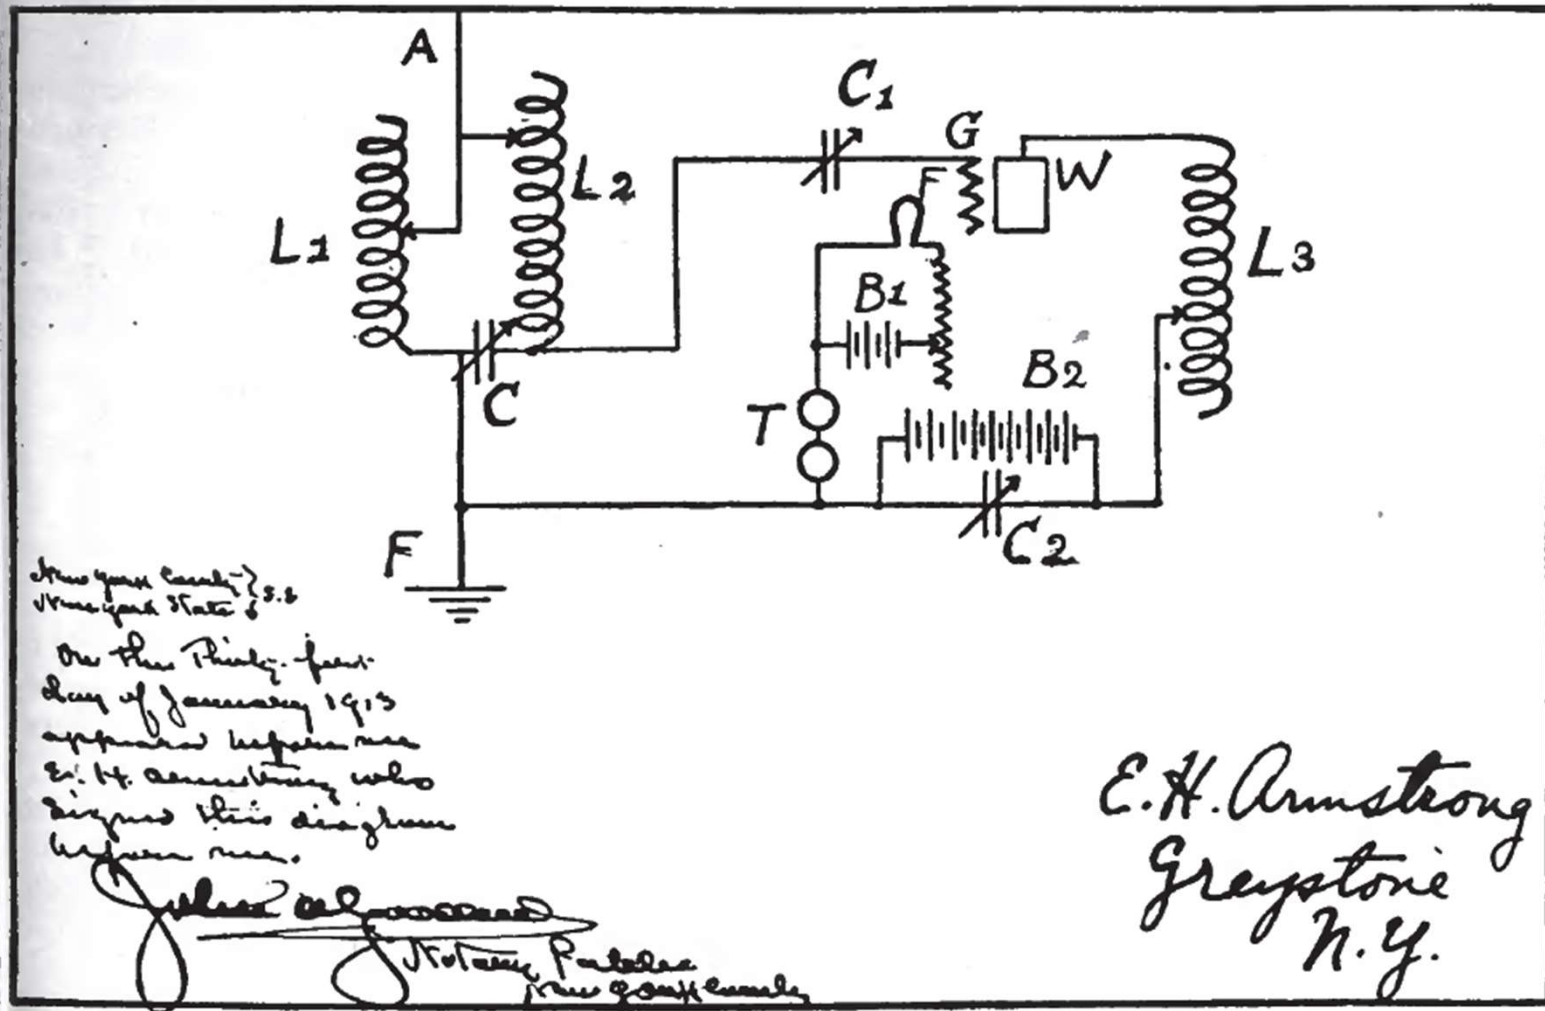 A
C1
G
F
W
L2
L1
L3
B1
B2
T
C
C2
F
New York County } s.s
New York State
On the Thirty-first
day of January 1913
appeared before me
E. H. Armstrong who
signed this diagram
before me.
Notary Public
New York County
E.H. Armstrong
Greystone
N.Y.